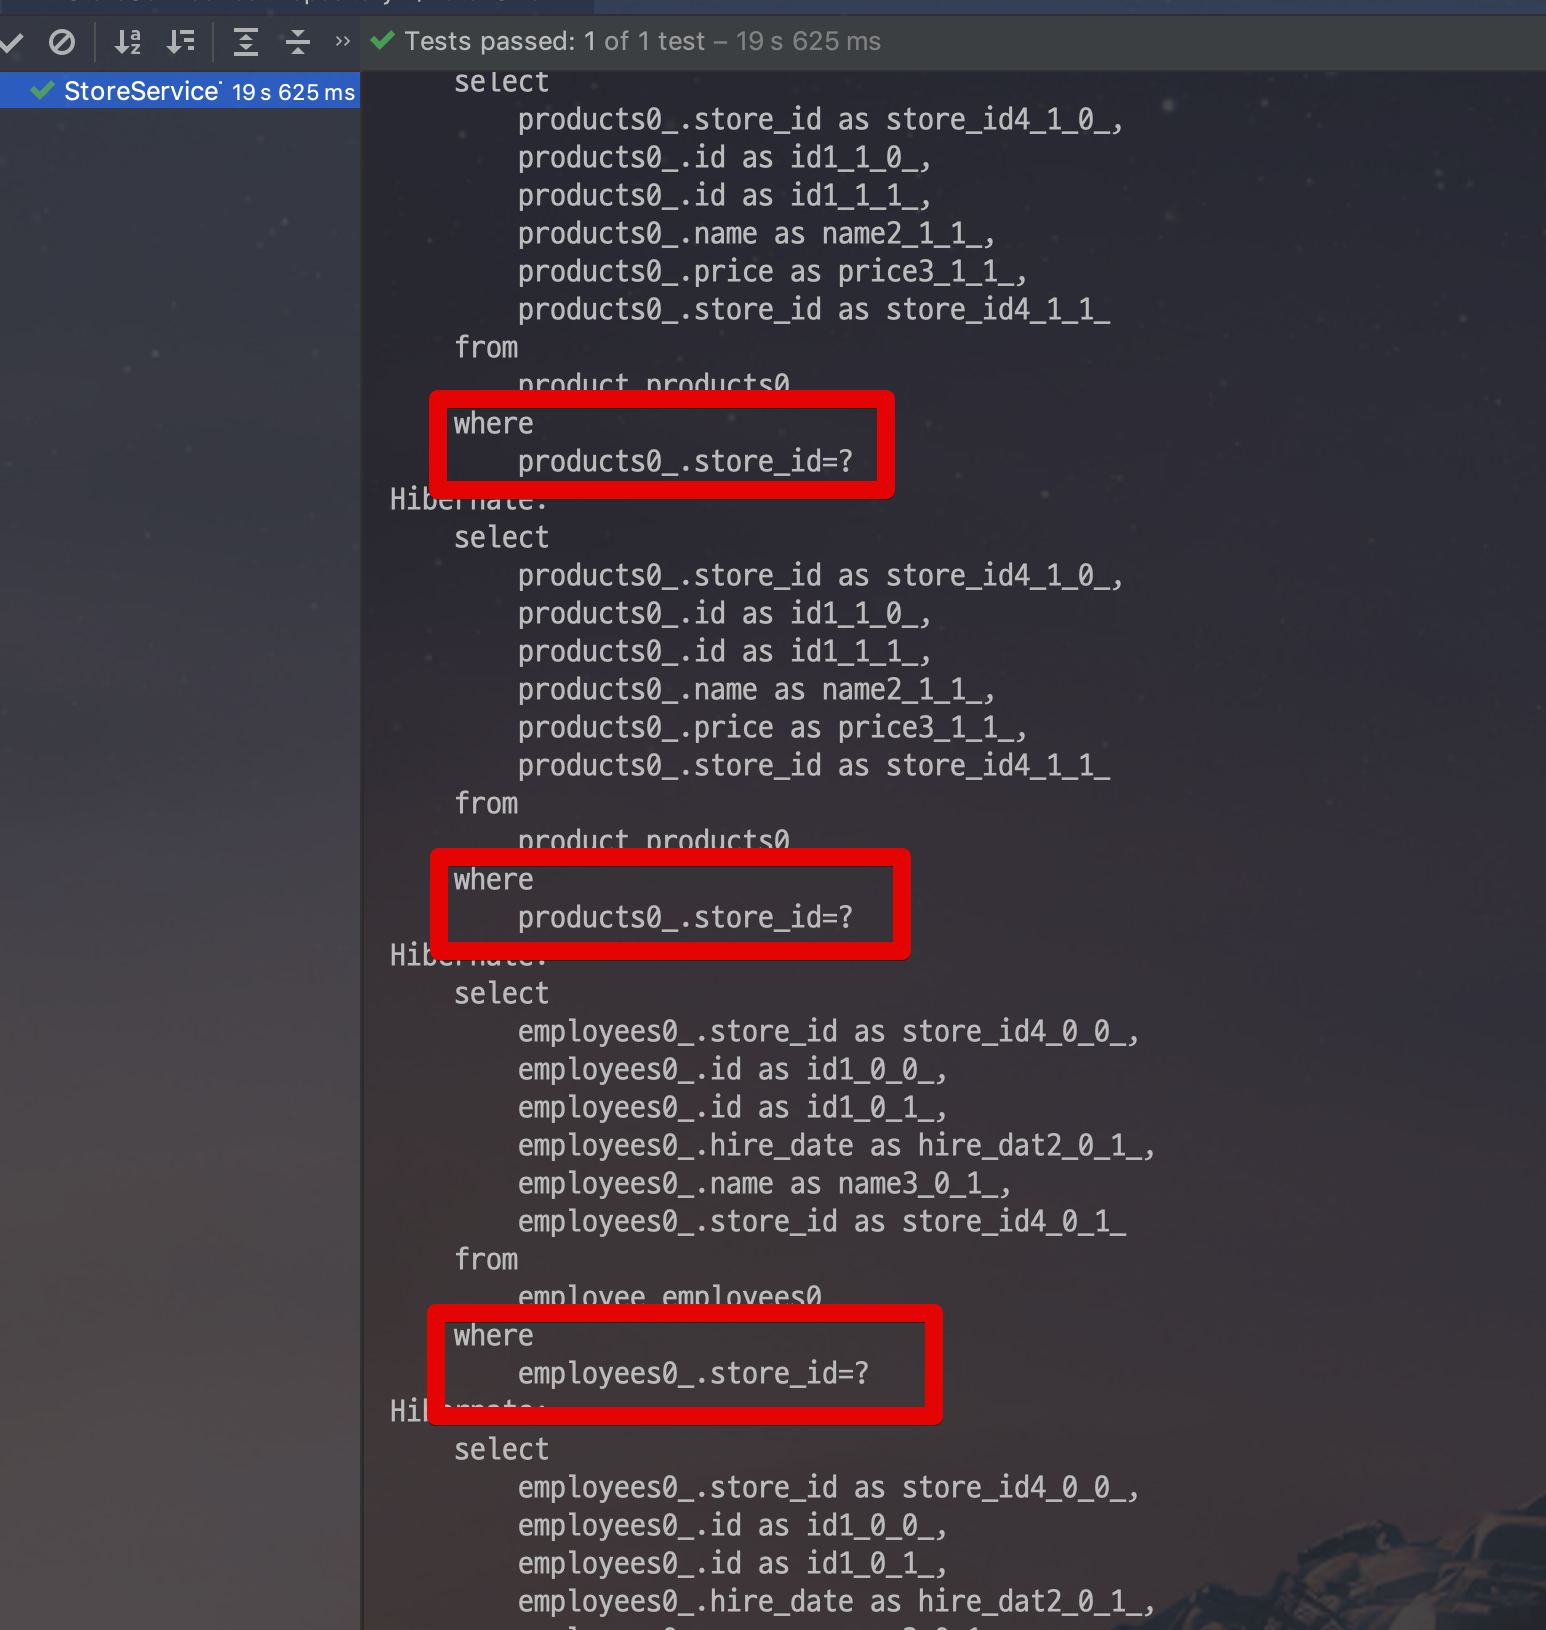 Tests passed: 1 of 1 test – 19 s 625 ms
StoreService 19 s 625 ms
select
products0_.store_id as store_id4_1_0_,
products0_.id as id1_1_0_,
products0_.id as id1_1_1_,
products0_.name as name2_1_1_,
products0_.price as price3_1_1_,
products0_.store_id as store_id4_1_1_
from
product products0
where
products0_.store_id=?
Hibernate:
select
products0_.store_id as store_id4_1_0_,
products0_.id as id1_1_0_,
products0_.id as id1_1_1_,
products0_.name as name2_1_1_,
products0_.price as price3_1_1_,
products0_.store_id as store_id4_1_1_
from
product products0
where
products0_.store_id=?
Hibernate:
select
employees0_.store_id as store_id4_0_0_,
employees0_.id as id1_0_0_,
employees0_.id as id1_0_1_,
employees0_.hire_date as hire_dat2_0_1_,
employees0_.name as name3_0_1_,
employees0_.store_id as store_id4_0_1_
from
employee employees0
where
employees0_.store_id=?
Hibernate:
select
employees0_.store_id as store_id4_0_0_,
employees0_.id as id1_0_0_,
employees0_.id as id1_0_1_,
employees0_.hire_date as hire_dat2_0_1_,